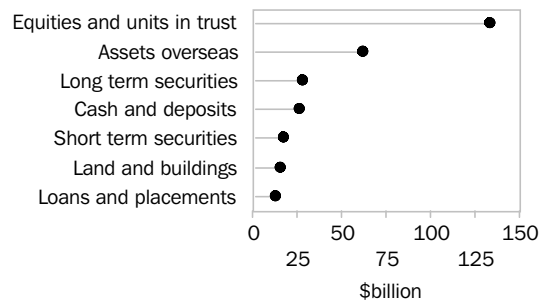 Equities and units in trust
Assets overseas
Long term securities
Cash and deposits
Short term securities
Land and buildings
Loans and placements
0 50 100 150
25 75 125
$billion